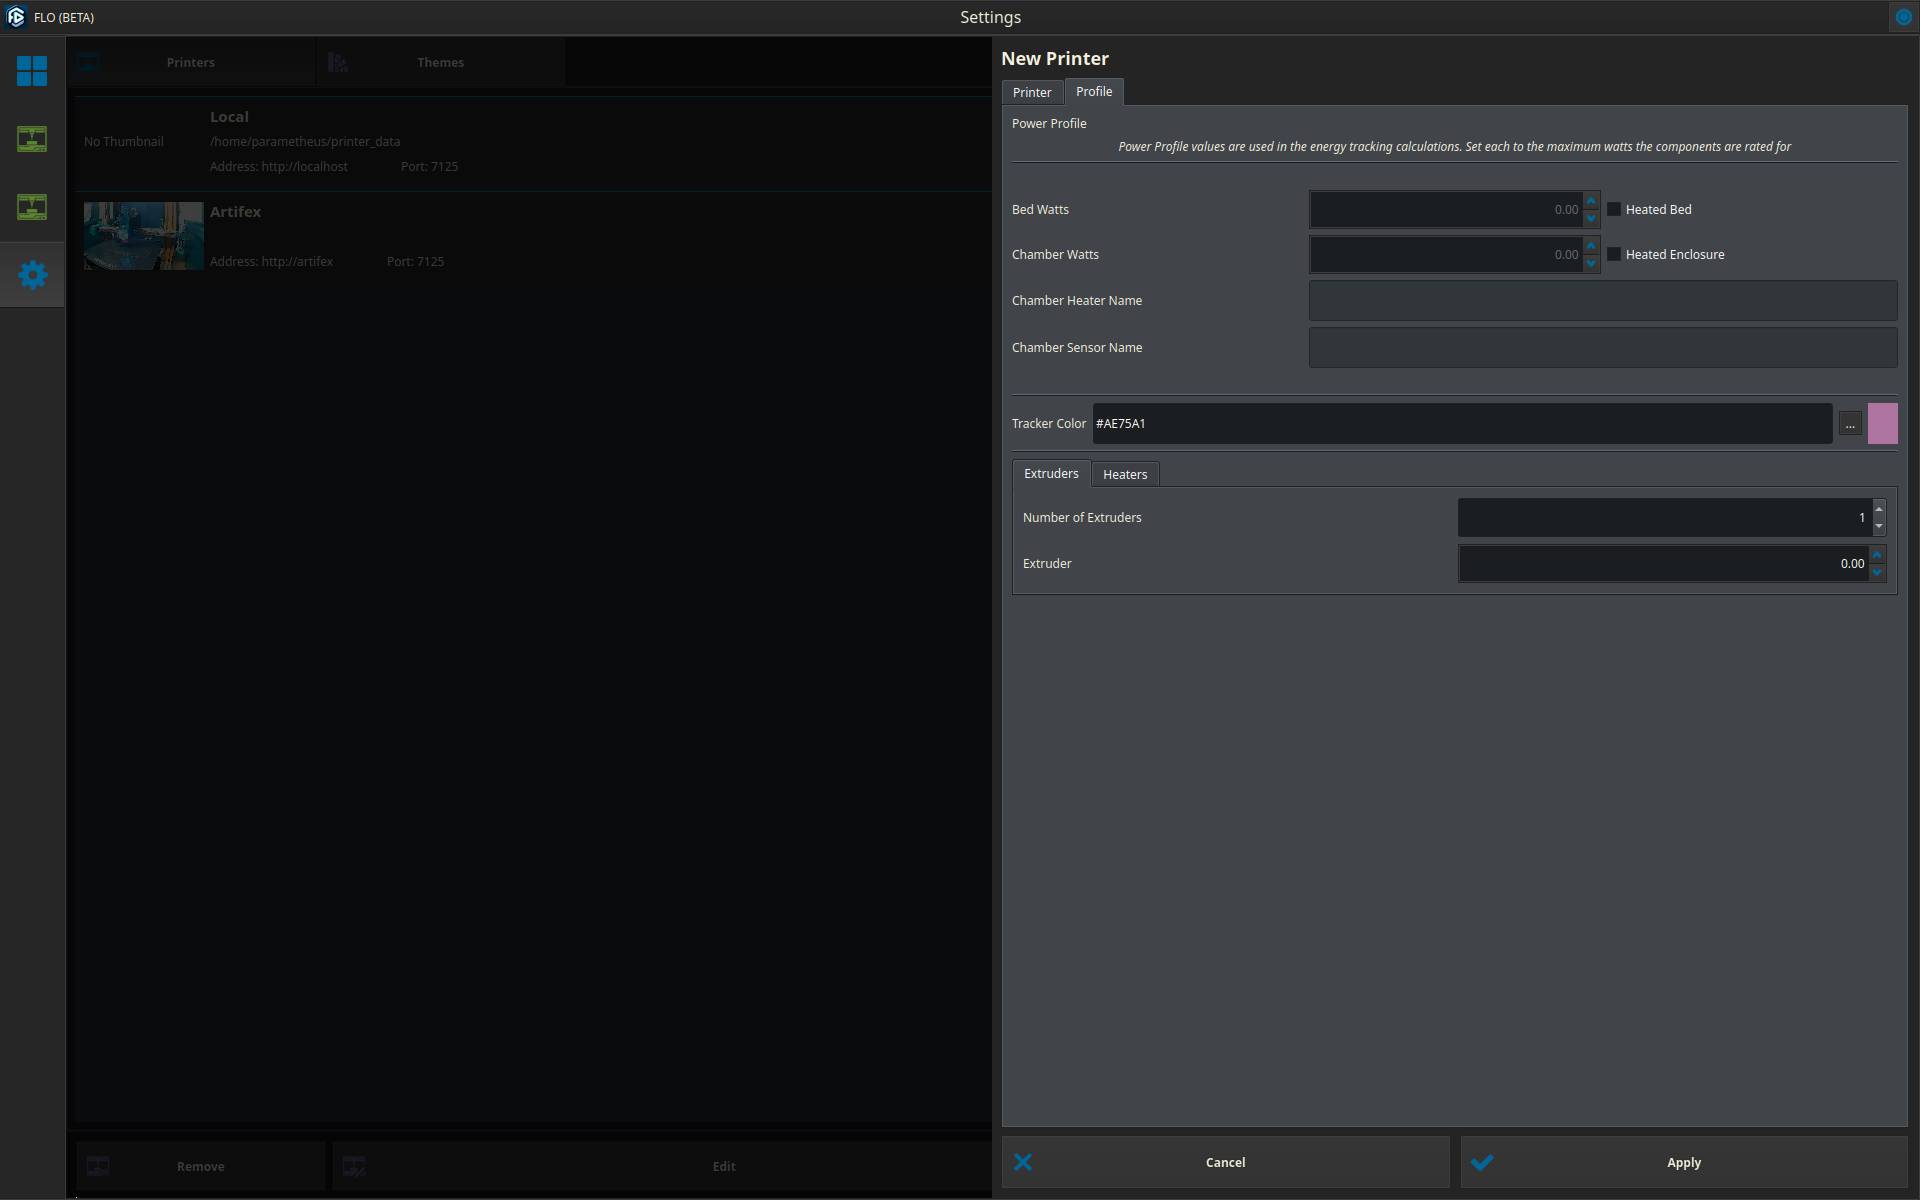 FLO (BETA)
Settings
Printers
Themes
Local
No Thumbnail
/home/parametheus/printer_data
Address: http://localhost Port: 7125
Artifex
Address: http://artifex Port: 7125
Remove
Edit
New Printer
Printer
Profile
Power Profile
Power Profile values are used in the energy tracking calculations. Set each to the maximum watts the components are rated for
Bed Watts 0.00 Heated Bed
Chamber Watts 0.00 Heated Enclosure
Chamber Heater Name
Chamber Sensor Name
Tracker Color #AE75A1 ...
Extruders
Heaters
Number of Extruders 1
Extruder 0.00
Cancel
Apply